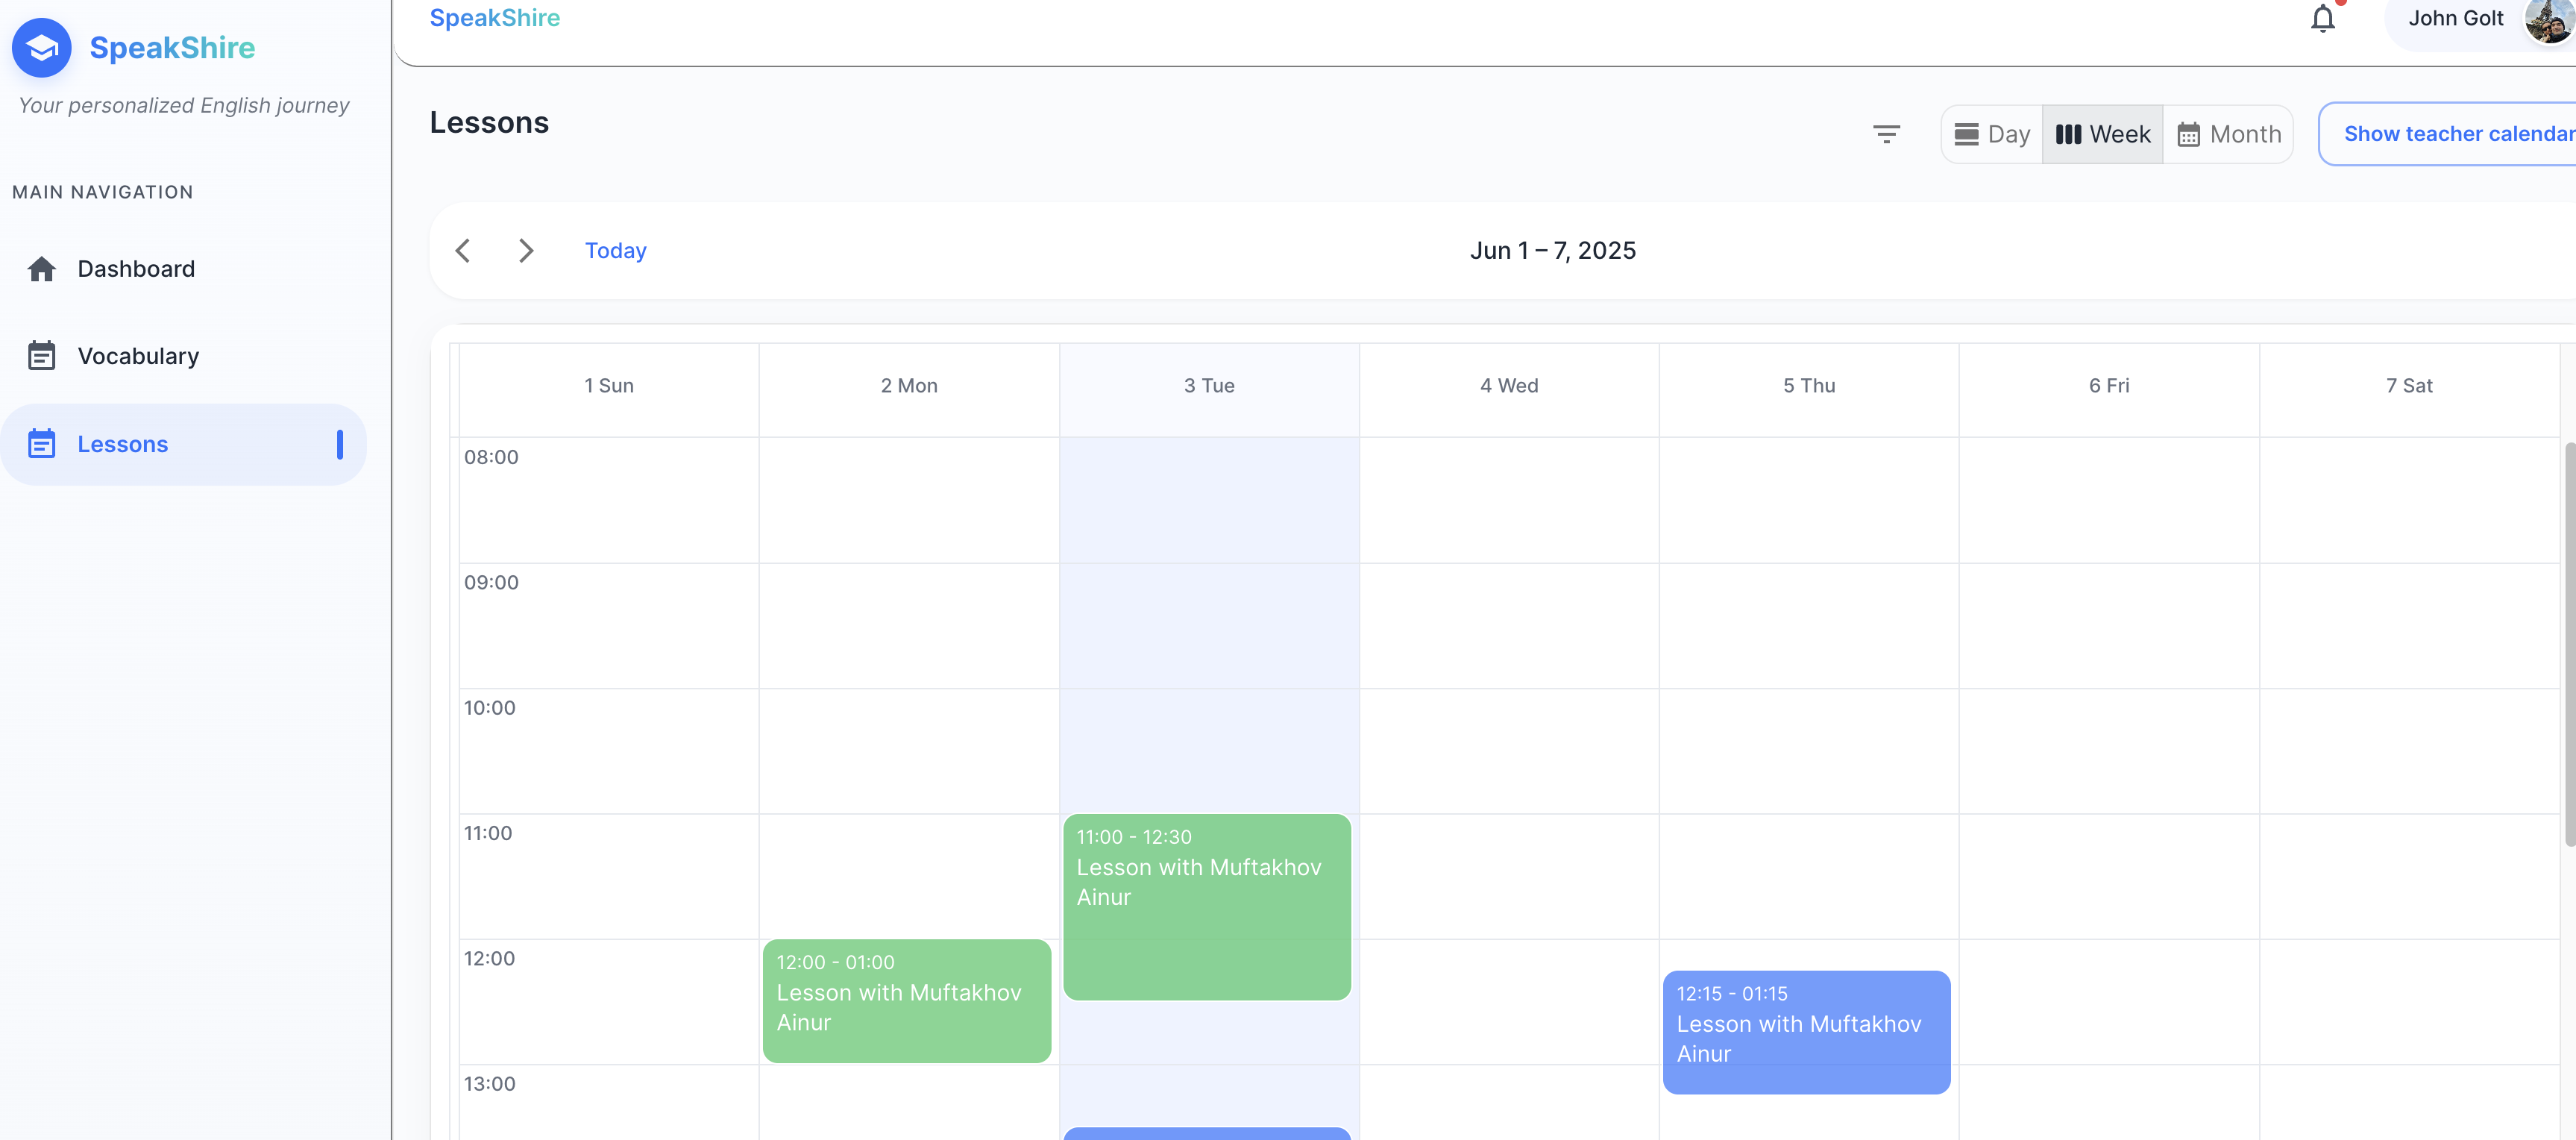 SpeakShire
Your personalized English journey
MAIN NAVIGATION
Dashboard
Vocabulary
Lessons
SpeakShire
John Golt
Lessons
Day
Week
Month
Show teacher calendar
Today
Jun 1 – 7, 2025
1 Sun
2 Mon
3 Tue
4 Wed
5 Thu
6 Fri
7 Sat
08:00
09:00
10:00
11:00
11:00 - 12:30
Lesson with Muftakhov
Ainur
12:00
12:00 - 01:00
Lesson with Muftakhov
Ainur
12:15 - 01:15
Lesson with Muftakhov
Ainur
13:00